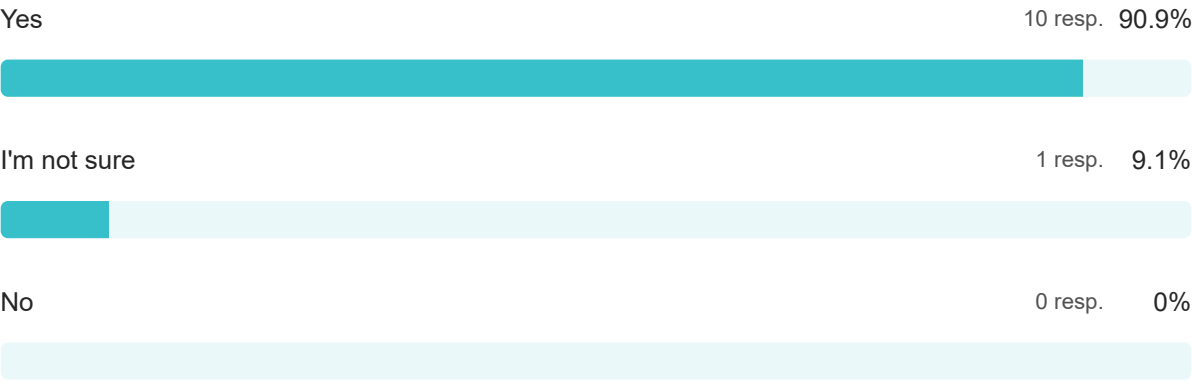 Yes 10 resp. 90.9%
I'm not sure 1 resp. 9.1%
No 0 resp. 0%